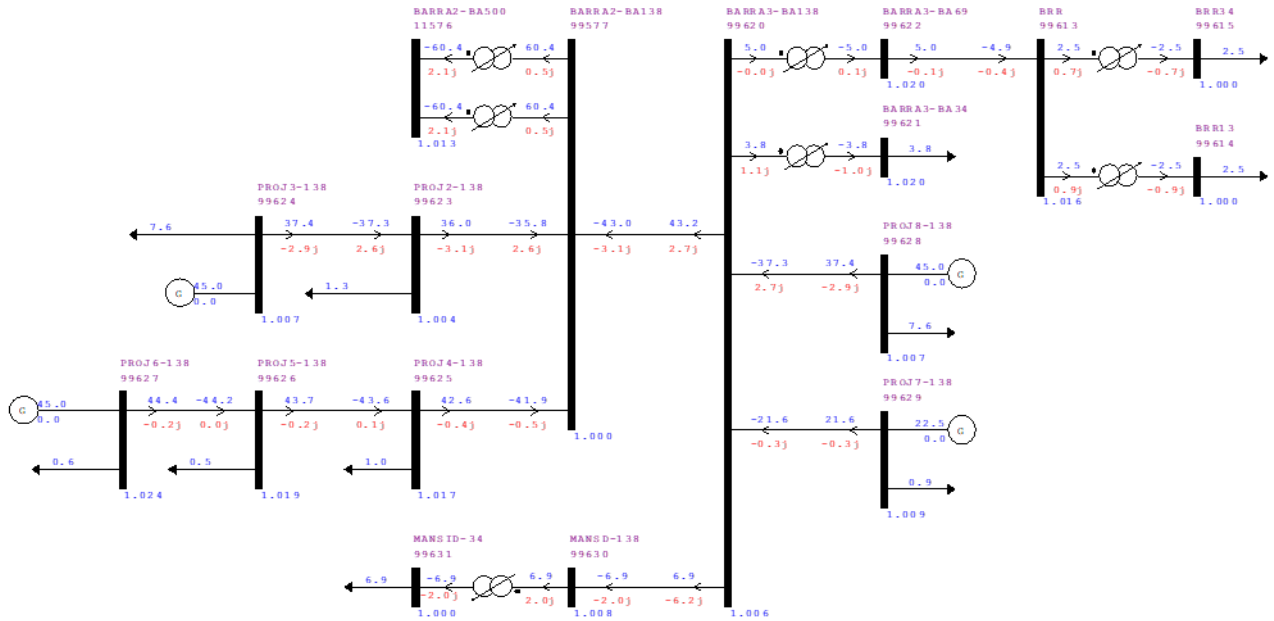 BARRA2-BA500
11576
BARRA2-BA138
99577
BARRA3-BA138
99620
BARRA3-BA69
99622
BRR
99613
BRR34
99615
-60.4
60.4
2.1j
0.5j
5.0
-5.0
-0.0j
0.1j
5.0
-4.9
-0.1j
-0.4j
2.5
-2.5
0.7j
-0.7j
2.5
1.020
1.000
-60.4
60.4
2.1j
0.5j
1.013
BARRA3-BA34
99621
3.8
-3.8
1.1j
-1.0j
3.8
1.020
BRR13
99614
2.5
-2.5
0.9j
-0.9j
2.5
1.016
1.000
PROJ3-138
99624
PROJ2-138
99623
7.6
37.4
-37.3
-2.9j
2.6j
36.0
-35.8
-3.1j
2.6j
-43.0
43.2
-3.1j
2.7j
G
45.0
0.0
1.3
1.007
1.004
PROJ8-138
99628
-37.3
37.4
2.7j
-2.9j
45.0
0.0
G
7.6
1.007
PROJ6-138
99627
PROJ5-138
99626
PROJ4-138
99625
G
45.0
0.0
44.4
-44.2
-0.2j
0.0j
43.7
-43.6
-0.2j
0.1j
42.6
-41.9
-0.4j
-0.5j
1.000
0.6
0.5
1.0
1.024
1.019
1.017
PROJ7-138
99629
-21.6
21.6
-0.3j
-0.3j
22.5
0.0
G
0.9
1.009
MANSID-34
99631
MANSD-138
99630
6.9
-6.9
6.9
-2.0j
2.0j
-6.9
6.9
-2.0j
-6.2j
1.000
1.008
1.006